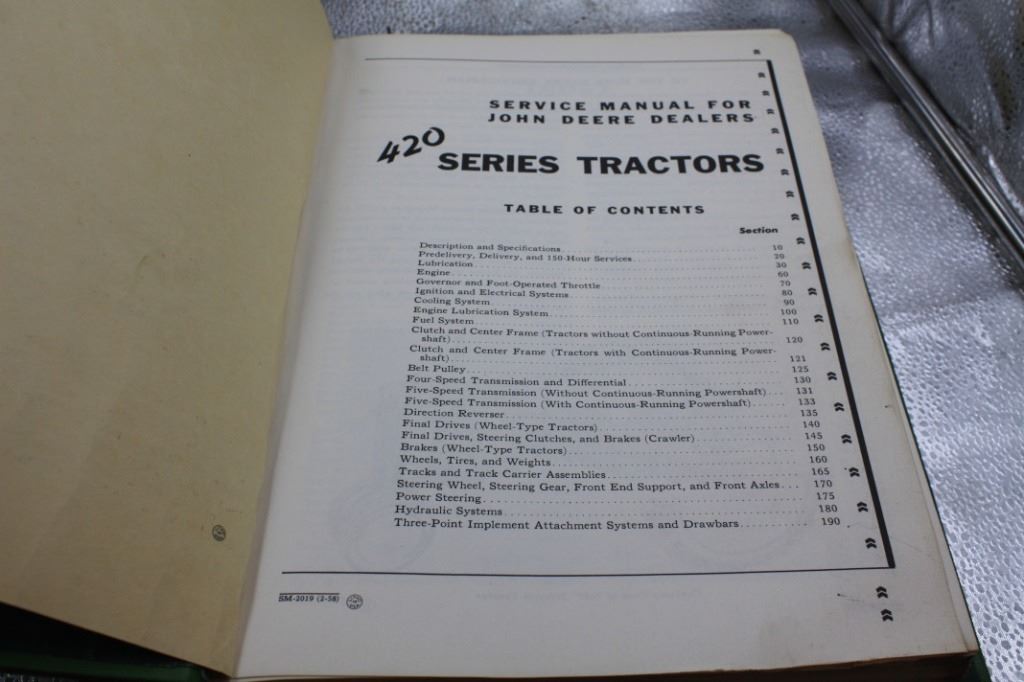 SERVICE MANUAL FOR
JOHN DEERE DEALERS
420 SERIES TRACTORS
TABLE OF CONTENTS
Section
Description and Specifications 10
Predelivery, Delivery, and 150-Hour Services 20
Lubrication 30
Engine 60
Governor and Foot-Operated Throttle 70
Ignition and Electrical Systems 80
Cooling System 90
Engine Lubrication System 100
Fuel System 110
Clutch and Center Frame (Tractors without Continuous-Running Power-
shaft) 120
Clutch and Center Frame (Tractors with Continuous-Running Power-
shaft) 121
Belt Pulley 125
Four-Speed Transmission and Differential 130
Five-Speed Transmission (Without Continuous-Running Powershaft) 131
Five-Speed Transmission (With Continuous-Running Powershaft) 133
Direction Reverser 135
Final Drives (Wheel-Type Tractors) 140
Final Drives, Steering Clutches, and Brakes (Crawler) 145
Brakes (Wheel-Type Tractors) 150
Wheels, Tires, and Weights 160
Tracks and Track Carrier Assemblies 165
Steering Wheel, Steering Gear, Front End Support, and Front Axles 170
Power Steering 175
Hydraulic Systems 180
Three-Point Implement Attachment Systems and Drawbars 190
SM-2019 (2-58)